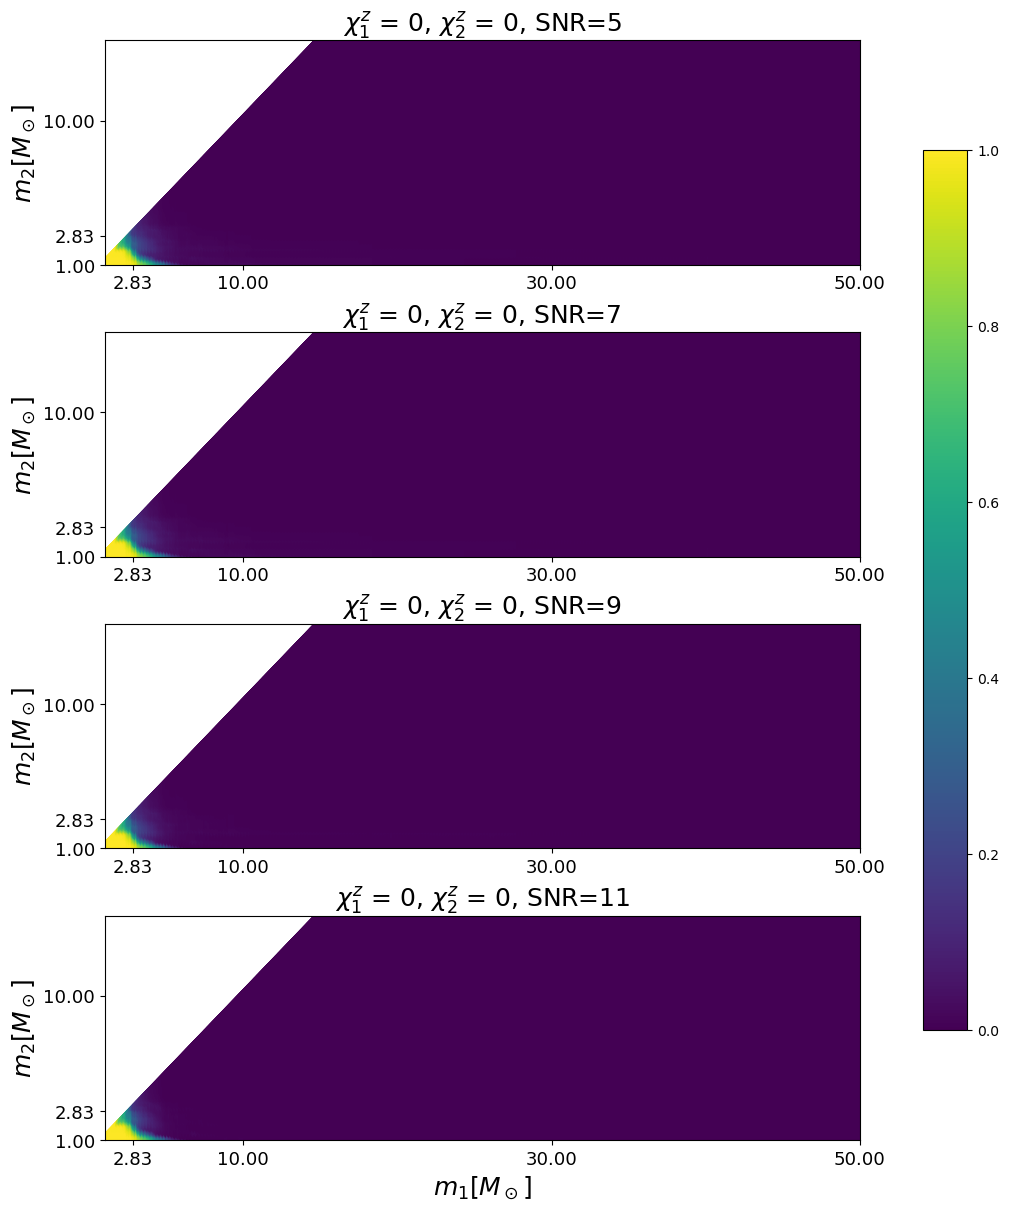 χ₁ᶻ = 0, χ₂ᶻ = 0, SNR=5
m₂[M⊙]
10.00
2.83
1.00
2.83 10.00 30.00 50.00
χ₁ᶻ = 0, χ₂ᶻ = 0, SNR=7
m₂[M⊙]
10.00
2.83
1.00
2.83 10.00 30.00 50.00
χ₁ᶻ = 0, χ₂ᶻ = 0, SNR=9
m₂[M⊙]
10.00
2.83
1.00
2.83 10.00 30.00 50.00
χ₁ᶻ = 0, χ₂ᶻ = 0, SNR=11
m₂[M⊙]
10.00
2.83
1.00
2.83 10.00 30.00 50.00
m₁[M⊙]
1.0
0.8
0.6
0.4
0.2
0.0